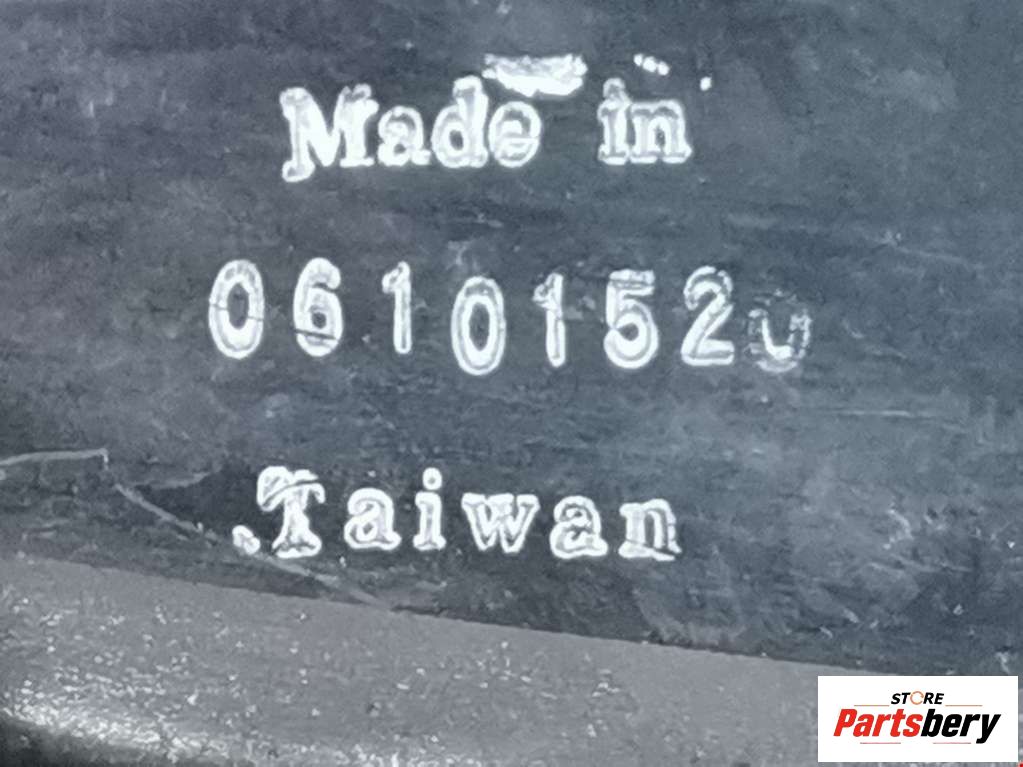 Made in
06101520
.Taiwan
STORE
Partsbery